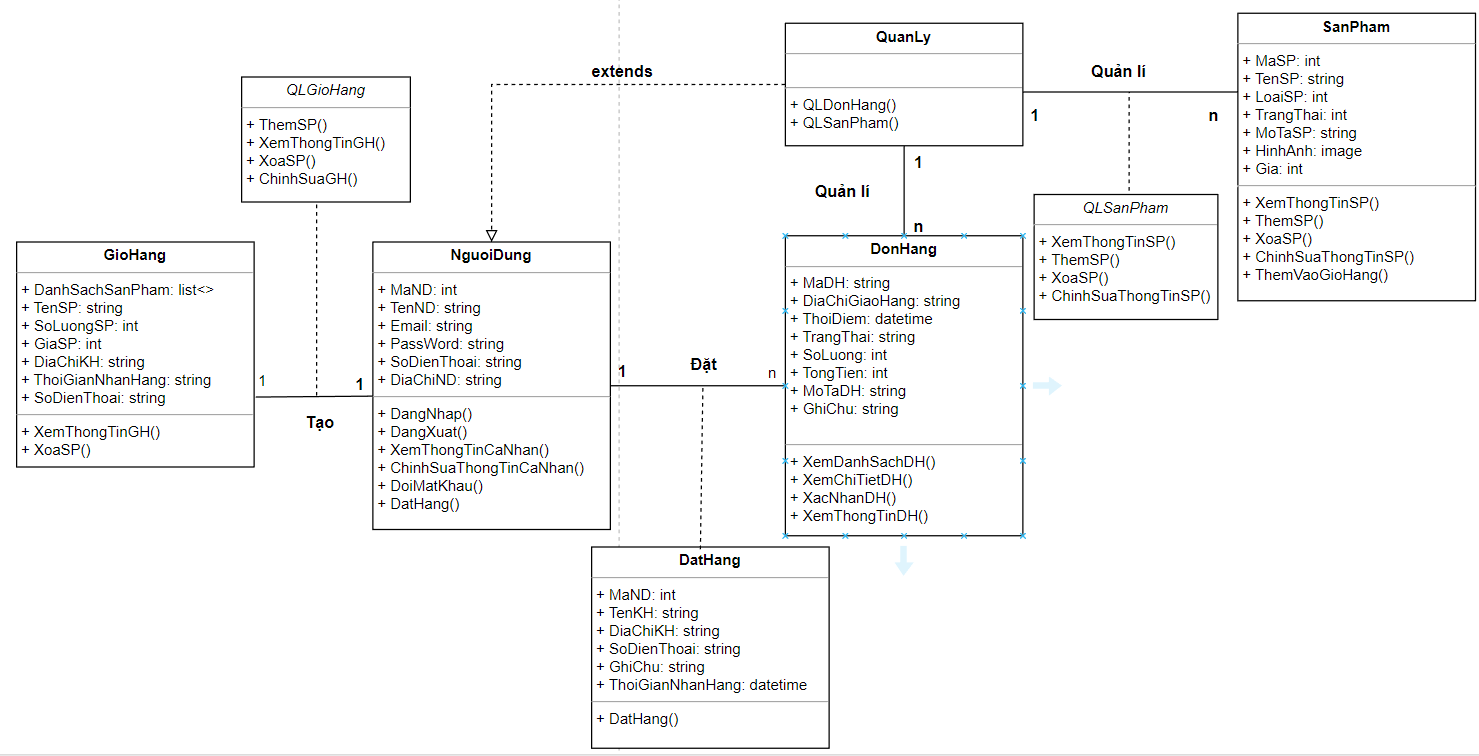 QLGioHang
+ ThemSP()
+ XemThongTinGH()
+ XoaSP()
+ ChinhSuaGH()
extends
QuanLy
+ QLDonHang()
+ QLSanPham()
Quản lí
1
n
SanPham
+ MaSP: int
+ TenSP: string
+ LoaiSP: int
+ TrangThai: int
+ MoTaSP: string
+ HinhAnh: image
+ Gia: int
+ XemThongTinSP()
+ ThemSP()
+ XoaSP()
+ ChinhSuaThongTinSP()
+ ThemVaoGioHang()
1
Quản lí
n
QLSanPham
+ XemThongTinSP()
+ ThemSP()
+ XoaSP()
+ ChinhSuaThongTinSP()
GioHang
+ DanhSachSanPham: list<>
+ TenSP: string
+ SoLuongSP: int
+ GiaSP: int
+ DiaChiKH: string
+ ThoiGianNhanHang: string
+ SoDienThoai: string
+ XemThongTinGH()
+ XoaSP()
1
1
Tạo
NguoiDung
+ MaND: int
+ TenND: string
+ Email: string
+ PassWord: string
+ SoDienThoai: string
+ DiaChiND: string
+ DangNhap()
+ DangXuat()
+ XemThongTinCaNhan()
+ ChinhSuaThongTinCaNhan()
+ DoiMatKhau()
+ DatHang()
1
Đặt
n
DonHang
+ MaDH: string
+ DiaChiGiaoHang: string
+ ThoiDiem: datetime
+ TrangThai: string
+ SoLuong: int
+ TongTien: int
+ MoTaDH: string
+ GhiChu: string
+ XemDanhSachDH()
+ XemChiTietDH()
+ XacNhanDH()
+ XemThongTinDH()
DatHang
+ MaND: int
+ TenKH: string
+ DiaChiKH: string
+ SoDienThoai: string
+ GhiChu: string
+ ThoiGianNhanHang: datetime
+ DatHang()